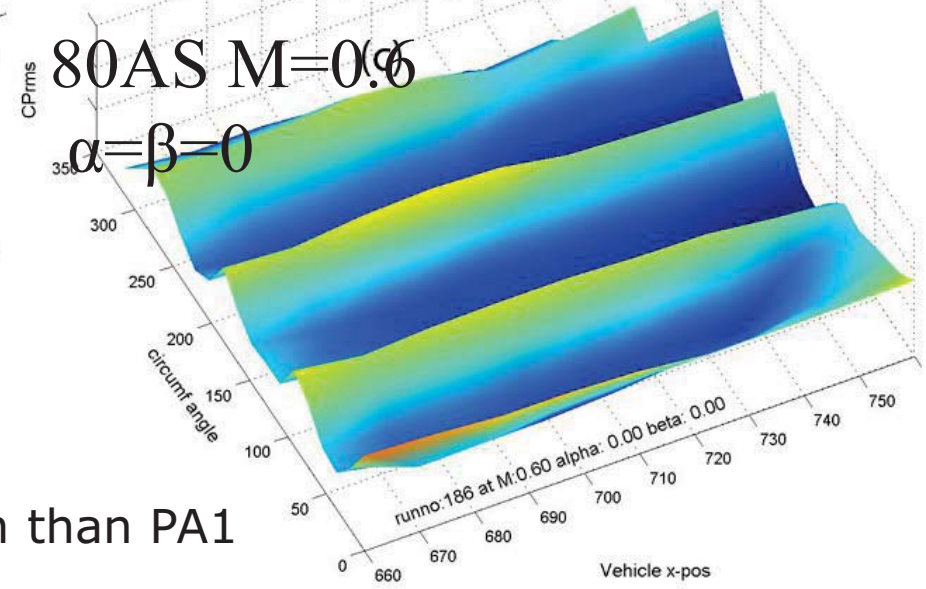 80AS M=0.6
(c)
α=β=0
CPrms
350
300
250
200
150
100
50
0
circumf angle
runno:186 at M:0.60 alpha: 0.00 beta: 0.00
660
670
680
690
700
710
720
730
740
750
Vehicle x-pos
than PA1